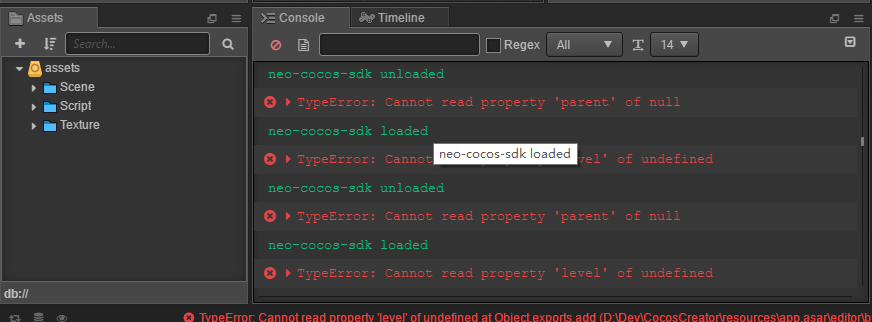 Assets
Search...
assets
Scene
Script
Texture
db://
Console
Timeline
Regex
All
14
neo-cocos-sdk unloaded
TypeError: Cannot read property 'parent' of null
neo-cocos-sdk loaded
neo-cocos-sdk loaded
TypeError: Cannot vel' of undefined
neo-cocos-sdk unloaded
TypeError: Cannot read property 'parent' of null
neo-cocos-sdk loaded
TypeError: Cannot read property 'level' of undefined
TypeError: Cannot read property 'level' of undefined at Object.exports.add (D:\Dev\CocosCreator\resources\app.asar\editor\b